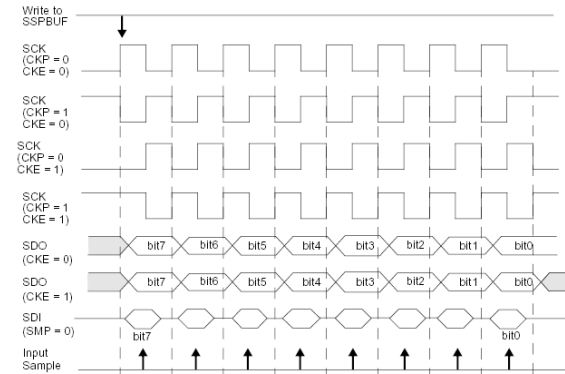 Write to
SSPBUF
SCK
(CKP = 0
CKE = 0)
SCK
(CKP = 1
CKE = 0)
SCK
(CKP = 0
CKE = 1)
SCK
(CKP = 1
CKE = 1)
SDO
(CKE = 0)
bit7 bit6 bit5 bit4 bit3 bit2 bit1 bit0
SDO
(CKE = 1)
bit7 bit6 bit5 bit4 bit3 bit2 bit1 bit0
SDI
(SMP = 0)
bit7 bit0
Input
Sample